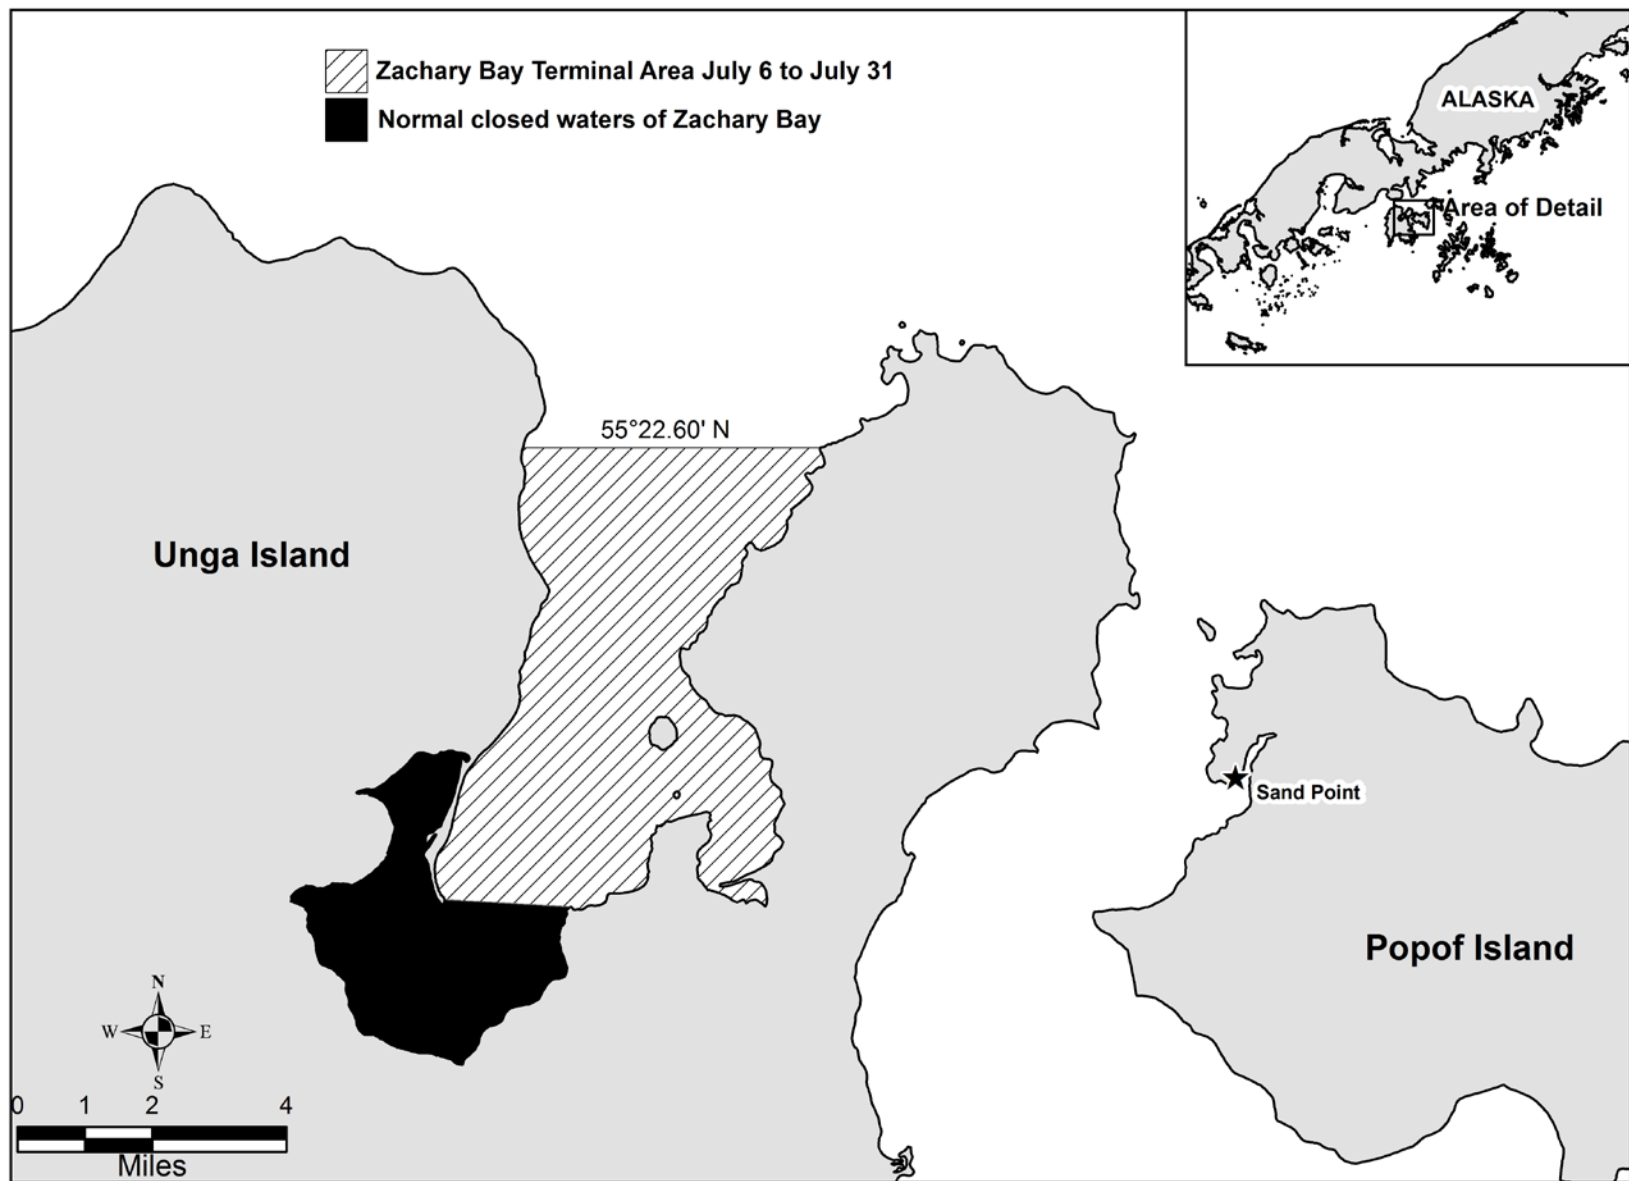 Zachary Bay Terminal Area July 6 to July 31
Normal closed waters of Zachary Bay
ALASKA
Area of Detail
55°22.60' N
Unga Island
Sand Point
Popof Island
N
W E
S
0 1 2 4
Miles